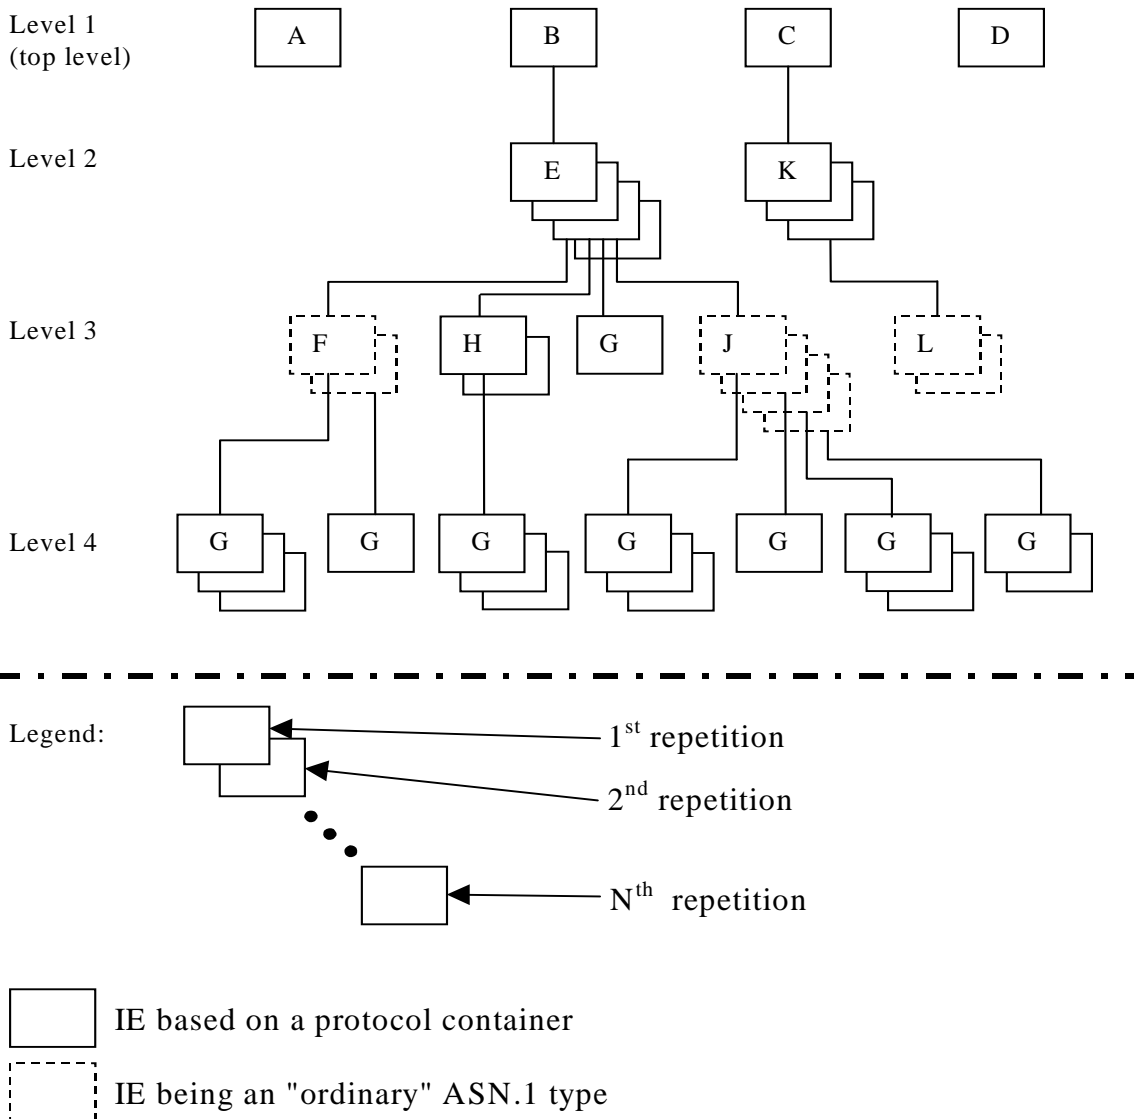 Level 1
(top level)
A B C D
Level 2
E K
Level 3
F H G J L
Level 4
G G G G G G G
Legend:
1st repetition
2nd repetition
Nth repetition
IE based on a protocol container
IE being an "ordinary" ASN.1 type